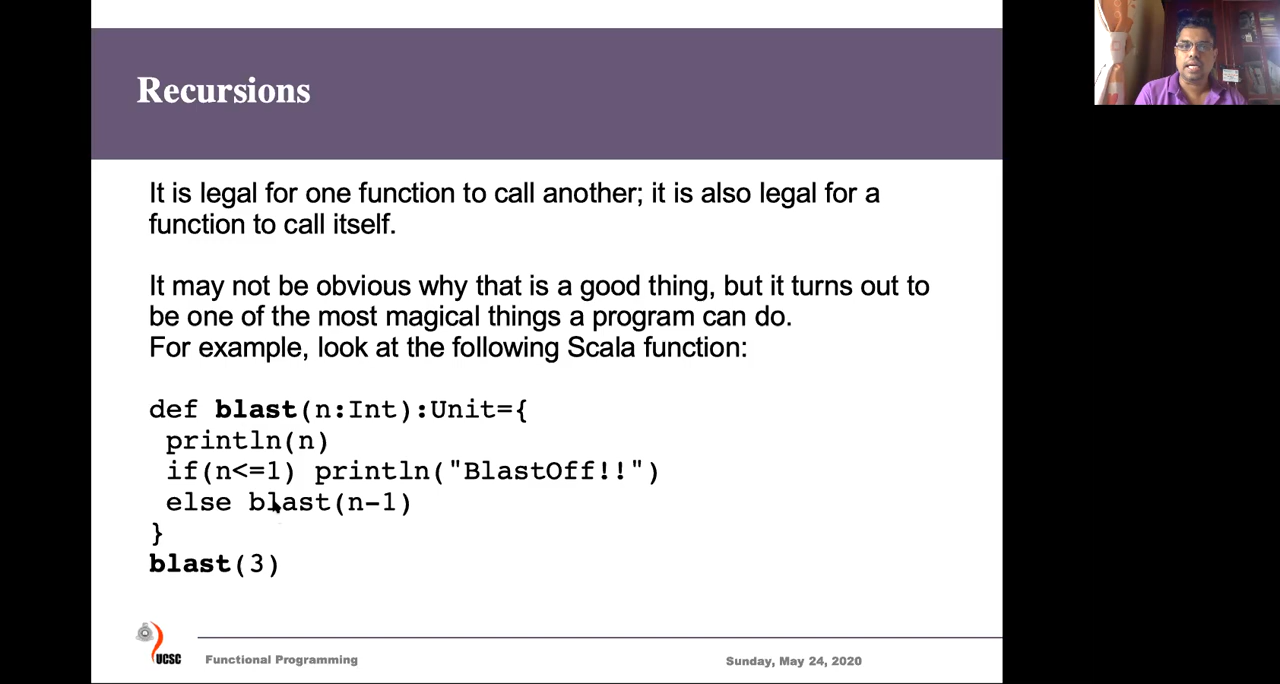 Recursions
It is legal for one function to call another; it is also legal for a
function to call itself.
It may not be obvious why that is a good thing, but it turns out to
be one of the most magical things a program can do.
For example, look at the following Scala function:
def blast(n:Int):Unit={
println(n)
if(n<=1) println("BlastOff!!")
else blast(n-1)
}
blast(3)
UCSC
Functional Programming
Sunday, May 24, 2020